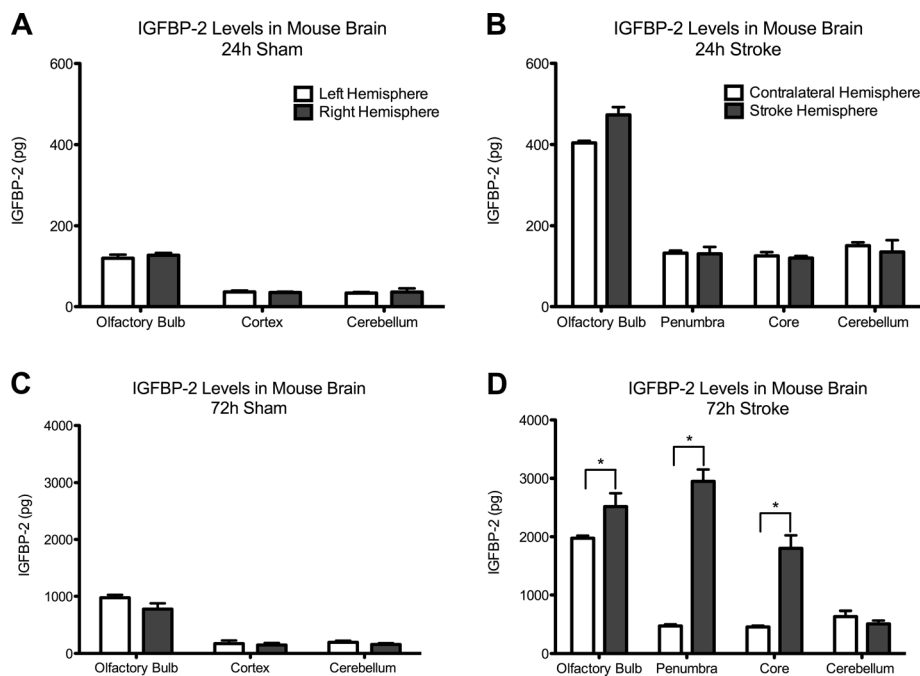 A
IGFBP-2 Levels in Mouse Brain
24h Sham
600
400
200
0
IGFBP-2 (pg)
Left Hemisphere
Right Hemisphere
Olfactory Bulb
Cortex
Cerebellum
B
IGFBP-2 Levels in Mouse Brain
24h Stroke
600
400
200
0
IGFBP-2 (pg)
Contralateral Hemisphere
Stroke Hemisphere
Olfactory Bulb
Penumbra
Core
Cerebellum
C
IGFBP-2 Levels in Mouse Brain
72h Sham
4000
3000
2000
1000
0
IGFBP-2 (pg)
Olfactory Bulb
Cortex
Cerebellum
D
IGFBP-2 Levels in Mouse Brain
72h Stroke
4000
3000
2000
1000
0
IGFBP-2 (pg)
*
*
*
Olfactory Bulb
Penumbra
Core
Cerebellum